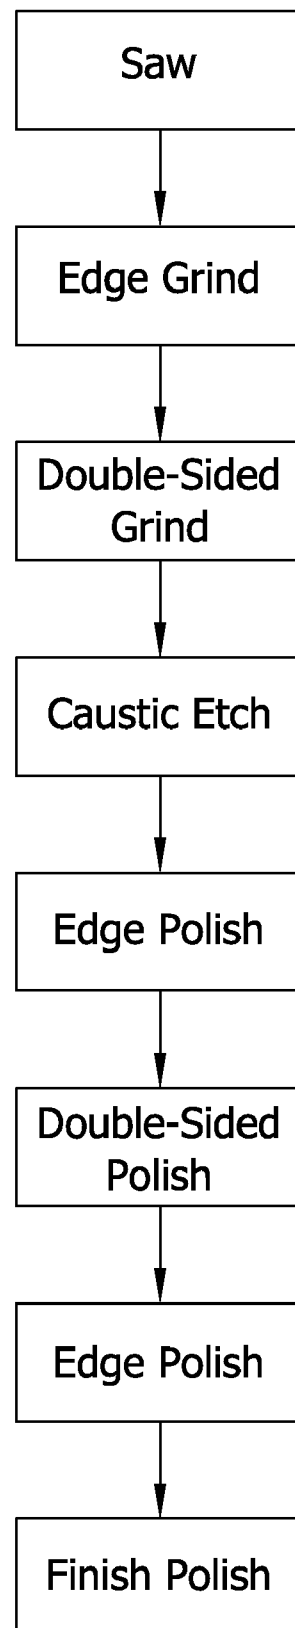 Saw
Edge Grind
Double-Sided
Grind
Caustic Etch
Edge Polish
Double-Sided
Polish
Edge Polish
Finish Polish